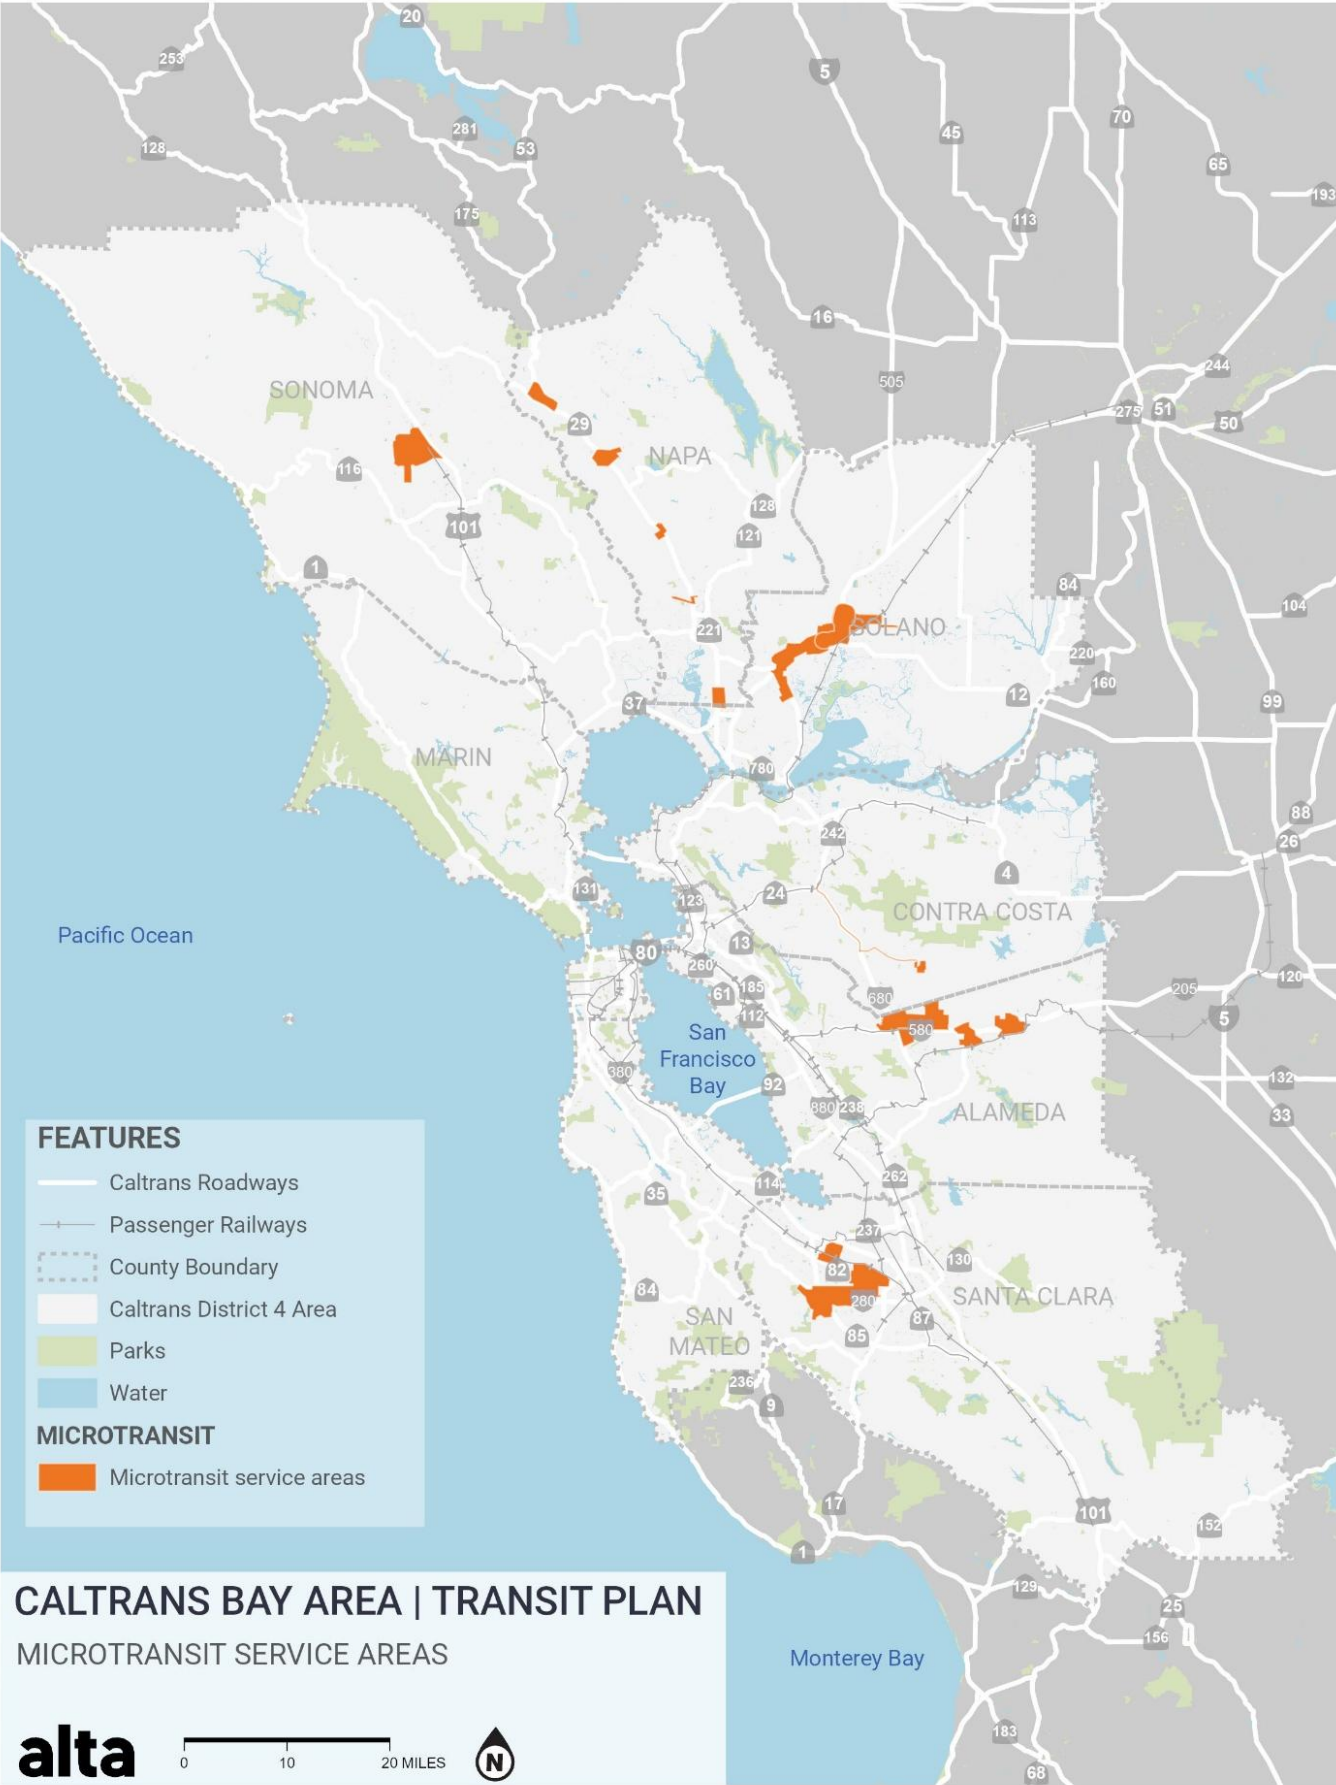 20
253
5
281
45
70
128
53
65
193
175
113
16
244
505
275
51
50
SONOMA
29
NAPA
116
128
101
121
1
84
104
221
SOLANO
220
160
12
99
37
MARIN
780
242
88
26
4
131
123
24
CONTRA COSTA
Pacific Ocean
13
80
260
120
61
185
680
205
112
580
5
San
Francisco
Bay
380
92
132
880
238
ALAMEDA
33
FEATURES
Caltrans Roadways
Passenger Railways
County Boundary
Caltrans District 4 Area
Parks
Water
MICROTRANSIT
Microtransit service areas
114
262
35
237
130
82
84
280
SANTA CLARA
SAN
MATEO
87
85
236
9
17
101
152
1
129
25
156
CALTRANS BAY AREA | TRANSIT PLAN
MICROTRANSIT SERVICE AREAS
Monterey Bay
183
68
alta
0 10 20 MILES
N